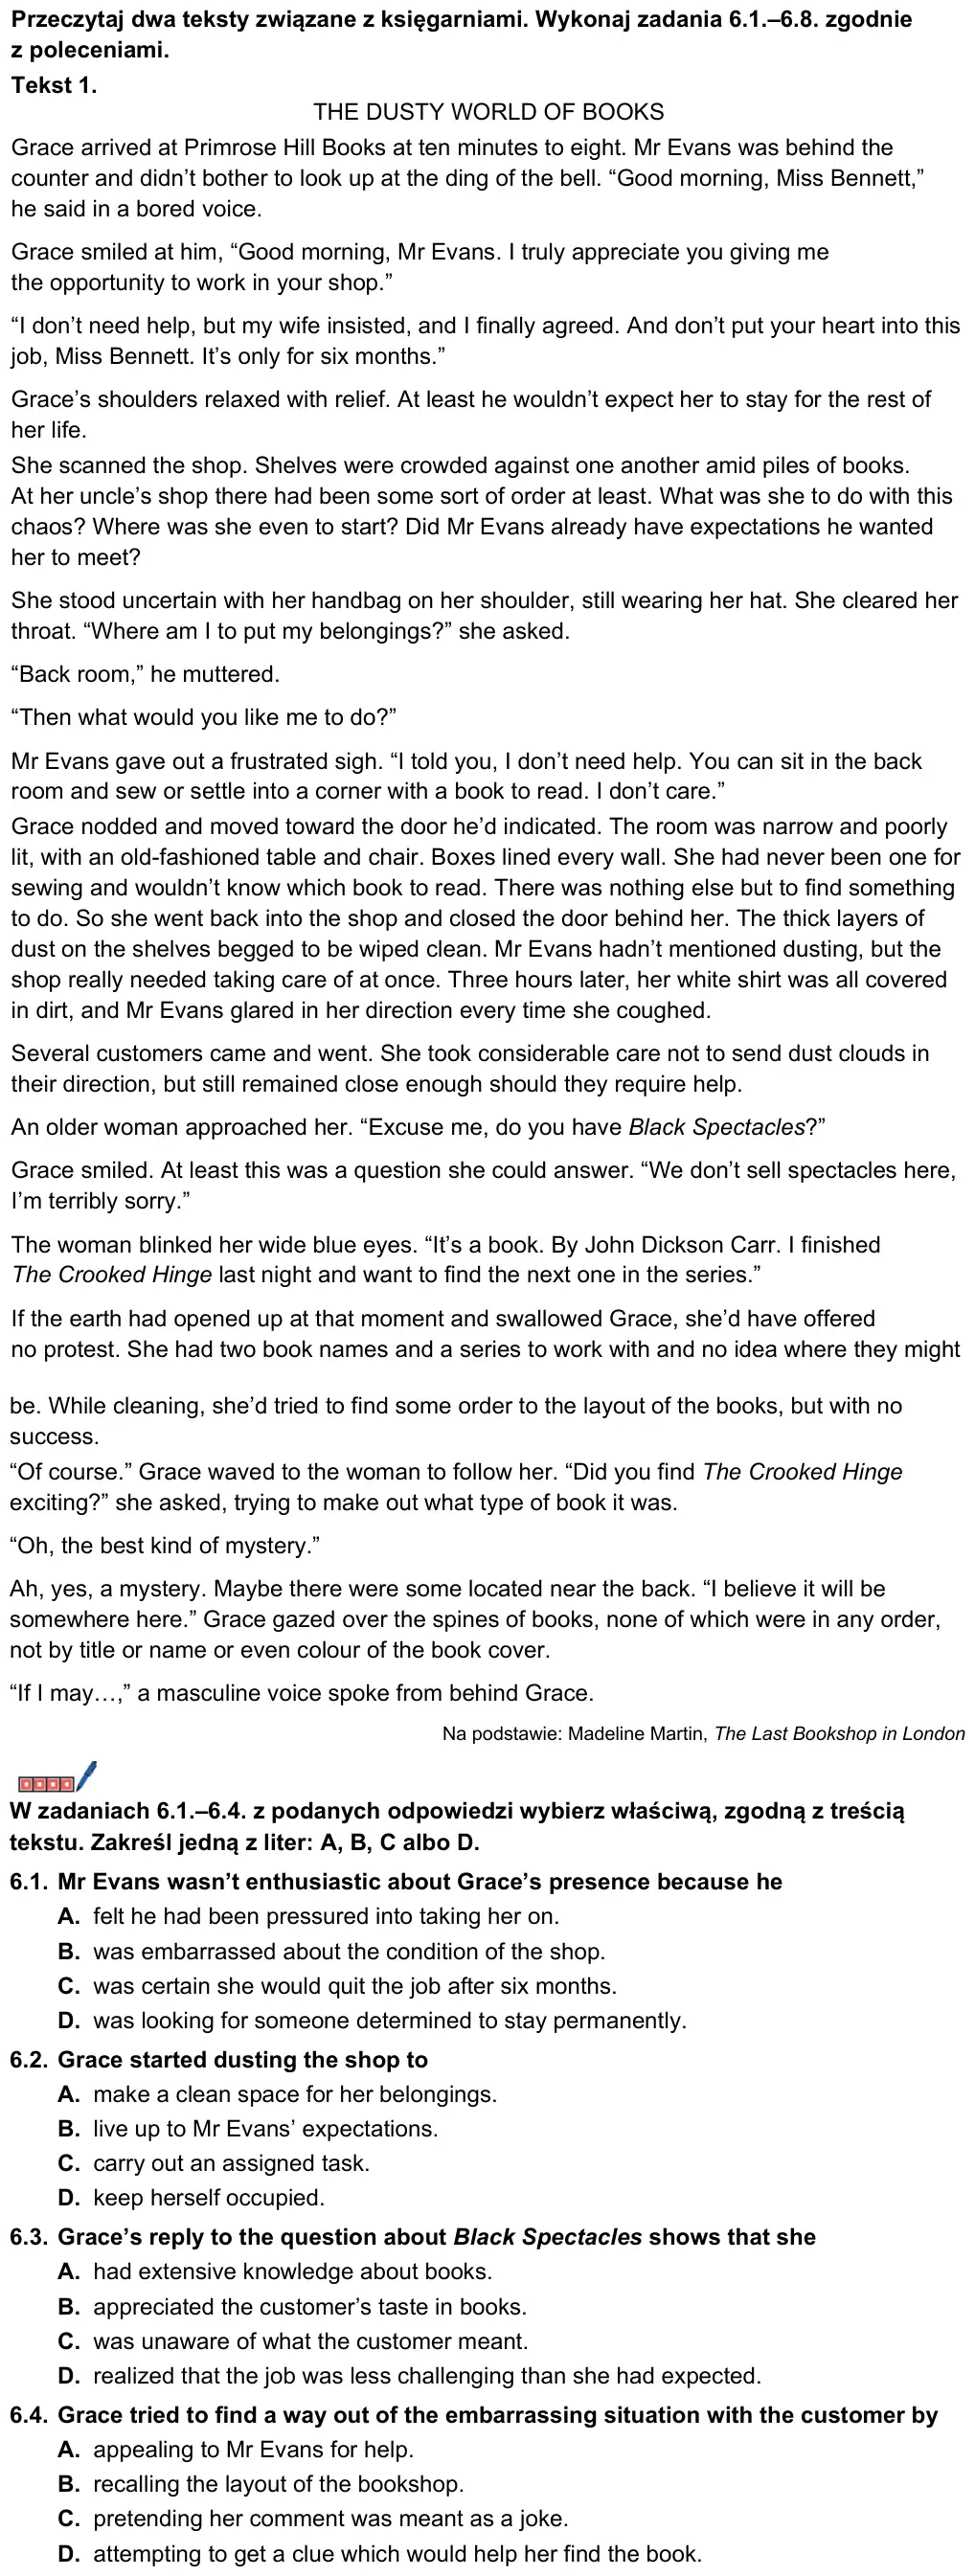 Przeczytaj dwa teksty związane z księgarniami. Wykonaj zadania 6.1.–6.8. zgodnie
z poleceniami.
Tekst 1.
THE DUSTY WORLD OF BOOKS
Grace arrived at Primrose Hill Books at ten minutes to eight. Mr Evans was behind the
counter and didn’t bother to look up at the ding of the bell. “Good morning, Miss Bennett,”
he said in a bored voice.
Grace smiled at him, “Good morning, Mr Evans. I truly appreciate you giving me
the opportunity to work in your shop.”
“I don’t need help, but my wife insisted, and I finally agreed. And don’t put your heart into this
job, Miss Bennett. It’s only for six months.”
Grace’s shoulders relaxed with relief. At least he wouldn’t expect her to stay for the rest of
her life.
She scanned the shop. Shelves were crowded against one another amid piles of books.
At her uncle’s shop there had been some sort of order at least. What was she to do with this
chaos? Where was she even to start? Did Mr Evans already have expectations he wanted
her to meet?
She stood uncertain with her handbag on her shoulder, still wearing her hat. She cleared her
throat. “Where am I to put my belongings?” she asked.
“Back room,” he muttered.
“Then what would you like me to do?”
Mr Evans gave out a frustrated sigh. “I told you, I don’t need help. You can sit in the back
room and sew or settle into a corner with a book to read. I don’t care.”
Grace nodded and moved toward the door he’d indicated. The room was narrow and poorly
lit, with an old-fashioned table and chair. Boxes lined every wall. She had never been one for
sewing and wouldn’t know which book to read. There was nothing else but to find something
to do. So she went back into the shop and closed the door behind her. The thick layers of
dust on the shelves begged to be wiped clean. Mr Evans hadn’t mentioned dusting, but the
shop really needed taking care of at once. Three hours later, her white shirt was all covered
in dirt, and Mr Evans glared in her direction every time she coughed.
Several customers came and went. She took considerable care not to send dust clouds in
their direction, but still remained close enough should they require help.
An older woman approached her. “Excuse me, do you have Black Spectacles?”
Grace smiled. At least this was a question she could answer. “We don’t sell spectacles here,
I’m terribly sorry.”
The woman blinked her wide blue eyes. “It’s a book. By John Dickson Carr. I finished
The Crooked Hinge last night and want to find the next one in the series.”
If the earth had opened up at that moment and swallowed Grace, she’d have offered
no protest. She had two book names and a series to work with and no idea where they might
be. While cleaning, she’d tried to find some order to the layout of the books, but with no
success.
“Of course.” Grace waved to the woman to follow her. “Did you find The Crooked Hinge
exciting?” she asked, trying to make out what type of book it was.
“Oh, the best kind of mystery.”
Ah, yes, a mystery. Maybe there were some located near the back. “I believe it will be
somewhere here.” Grace gazed over the spines of books, none of which were in any order,
not by title or name or even colour of the book cover.
“If I may…,” a masculine voice spoke from behind Grace.
Na podstawie: Madeline Martin, The Last Bookshop in London
W zadaniach 6.1.–6.4. z podanych odpowiedzi wybierz właściwą, zgodną z treścią
tekstu. Zakreśl jedną z liter: A, B, C albo D.
6.1. Mr Evans wasn’t enthusiastic about Grace’s presence because he
A. felt he had been pressured into taking her on.
B. was embarrassed about the condition of the shop.
C. was certain she would quit the job after six months.
D. was looking for someone determined to stay permanently.
6.2. Grace started dusting the shop to
A. make a clean space for her belongings.
B. live up to Mr Evans’ expectations.
C. carry out an assigned task.
D. keep herself occupied.
6.3. Grace’s reply to the question about Black Spectacles shows that she
A. had extensive knowledge about books.
B. appreciated the customer’s taste in books.
C. was unaware of what the customer meant.
D. realized that the job was less challenging than she had expected.
6.4. Grace tried to find a way out of the embarrassing situation with the customer by
A. appealing to Mr Evans for help.
B. recalling the layout of the bookshop.
C. pretending her comment was meant as a joke.
D. attempting to get a clue which would help her find the book.